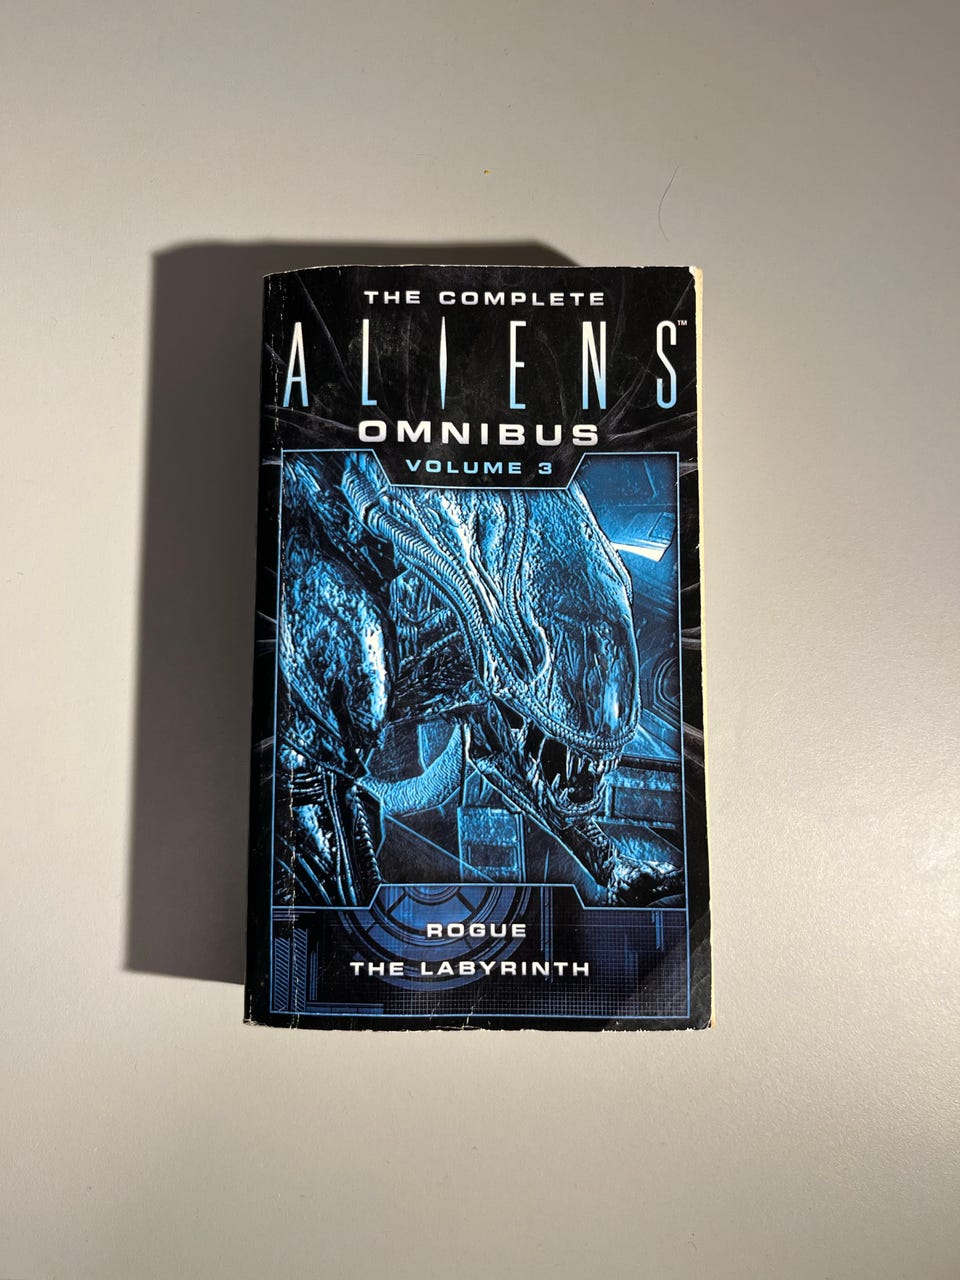 THE COMPLETE
ALIENS™
OMNIBUS
VOLUME 3
ROGUE
THE LABYRINTH